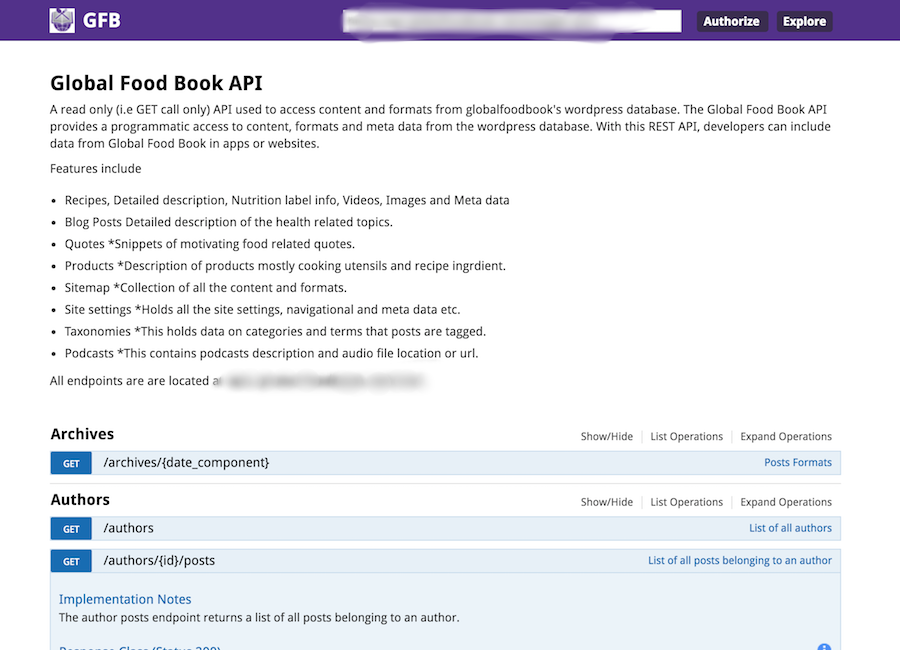 GFB
Authorize
Explore
Global Food Book API
A read only (i.e GET call only) API used to access content and formats from globalfoodbook's wordpress database. The Global Food Book API
provides a programmatic access to content, formats and meta data from the wordpress database. With this REST API, developers can include
data from Global Food Book in apps or websites.
Features include
• Recipes, Detailed description, Nutrition label info, Videos, Images and Meta data
• Blog Posts Detailed description of the health related topics.
• Quotes *Snippets of motivating food related quotes.
• Products *Description of products mostly cooking utensils and recipe ingrdient.
• Sitemap *Collection of all the content and formats.
• Site settings *Holds all the site settings, navigational and meta data etc.
• Taxonomies *This holds data on categories and terms that posts are tagged.
• Podcasts *This contains podcasts description and audio file location or url.
All endpoints are are located
Archives Show/Hide List Operations Expand Operations
GET /archives/{date_component} Posts Formats
Authors Show/Hide List Operations Expand Operations
GET /authors List of all authors
GET /authors/{id}/posts List of all posts belonging to an author
Implementation Notes
The author posts endpoint returns a list of all posts belonging to an author.
Response Class (Status 200)